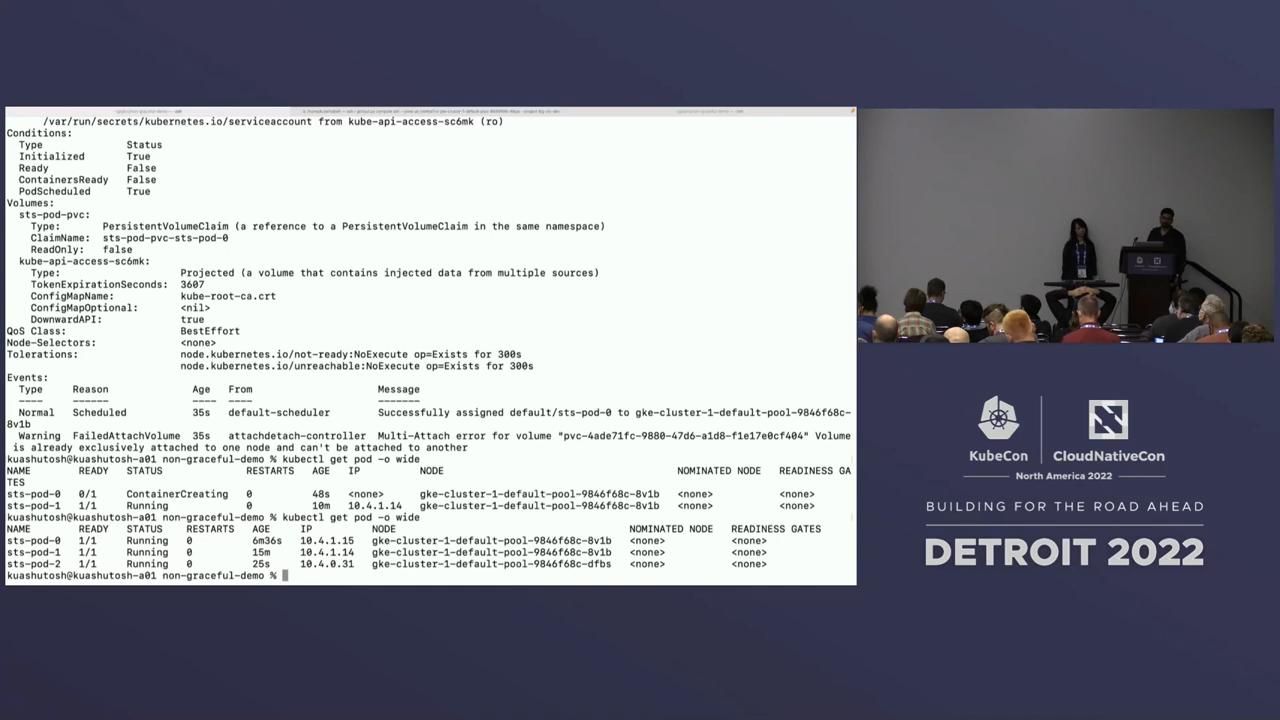 /var/run/secrets/kubernetes.io/serviceaccount from kube-api-access-sc6mk (ro)
Conditions:
Type Status
Initialized True
Ready False
ContainersReady False
PodScheduled True
Volumes:
sts-pod-pvc:
Type: PersistentVolumeClaim (a reference to a PersistentVolumeClaim in the same namespace)
ClaimName: sts-pod-pvc-sts-pod-0
ReadOnly: false
kube-api-access-sc6mk:
Type: Projected (a volume that contains injected data from multiple sources)
TokenExpirationSeconds: 3607
ConfigMapName: kube-root-ca.crt
ConfigMapOptional: <nil>
DownwardAPI: true
QoS Class: BestEffort
Node-Selectors: <none>
Tolerations: node.kubernetes.io/not-ready:NoExecute op=Exists for 300s
node.kubernetes.io/unreachable:NoExecute op=Exists for 300s
Events:
Type Reason Age From Message
---- ------ ---- ---- -------
Normal Scheduled 35s default-scheduler Successfully assigned default/sts-pod-0 to gke-cluster-1-default-pool-9846f68c-
8v1b
Warning FailedAttachVolume 35s attachdetach-controller Multi-Attach error for volume "pvc-4ade71fc-9880-47d6-a1d8-f1e17e0cf404" Volume
is already exclusively attached to one node and can't be attached to another
kuashutosh@kuashutosh-a01 non-graceful-demo % kubectl get pod -o wide
NAME READY STATUS RESTARTS AGE IP NODE NOMINATED NODE READINESS GA
TES
sts-pod-0 0/1 ContainerCreating 0 48s <none> gke-cluster-1-default-pool-9846f68c-8v1b <none> <none>
sts-pod-1 1/1 Running 0 10m 10.4.1.14 gke-cluster-1-default-pool-9846f68c-8v1b <none> <none>
kuashutosh@kuashutosh-a01 non-graceful-demo % kubectl get pod -o wide
NAME READY STATUS RESTARTS AGE IP NODE NOMINATED NODE READINESS GATES
sts-pod-0 1/1 Running 0 6m36s 10.4.1.15 gke-cluster-1-default-pool-9846f68c-8v1b <none> <none>
sts-pod-1 1/1 Running 0 15m 10.4.1.14 gke-cluster-1-default-pool-9846f68c-8v1b <none> <none>
sts-pod-2 1/1 Running 0 25s 10.4.0.31 gke-cluster-1-default-pool-9846f68c-dfbs <none> <none>
kuashutosh@kuashutosh-a01 non-graceful-demo %
KubeCon
CloudNativeCon
North America 2022
BUILDING FOR THE ROAD AHEAD
DETROIT 2022